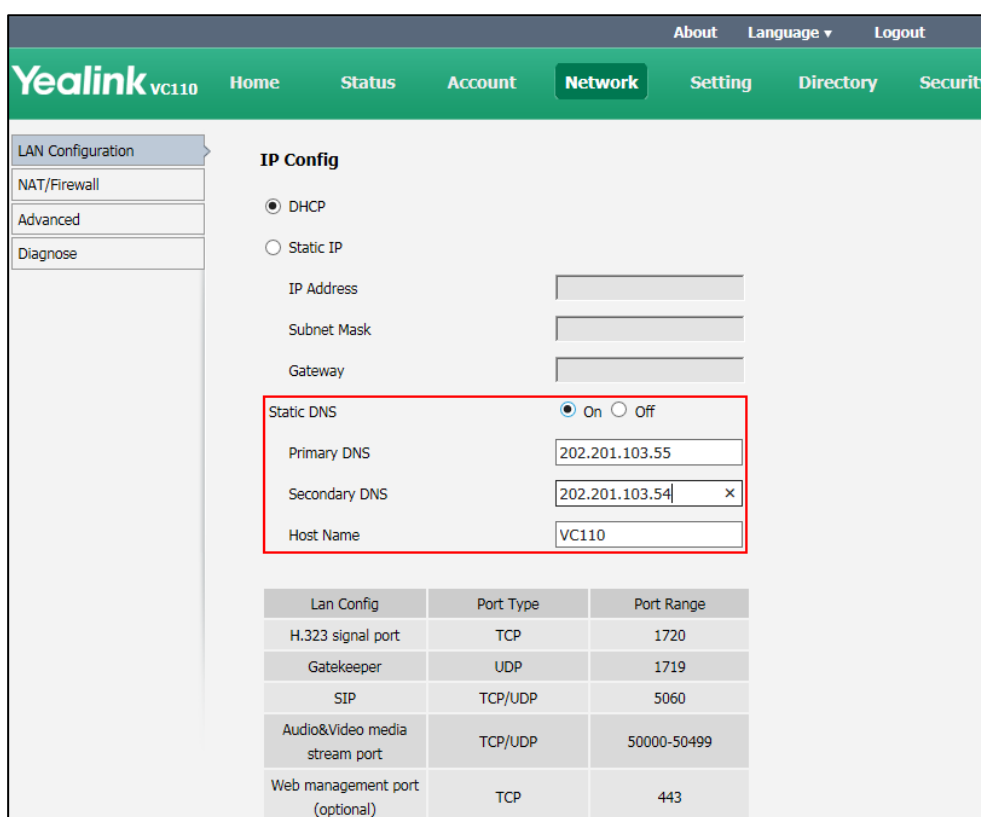 About Language ▾ Logout
Yealink VC110 Home Status Account Network Setting Directory Securit
LAN Configuration
NAT/Firewall
Advanced
Diagnose
IP Config
DHCP
Static IP
IP Address
Subnet Mask
Gateway
Static DNS On Off
Primary DNS 202.201.103.55
Secondary DNS 202.201.103.54 ×
Host Name VC110
Lan Config Port Type Port Range
H.323 signal port TCP 1720
Gatekeeper UDP 1719
SIP TCP/UDP 5060
Audio&Video media
stream port TCP/UDP 50000-50499
Web management port
(optional) TCP 443